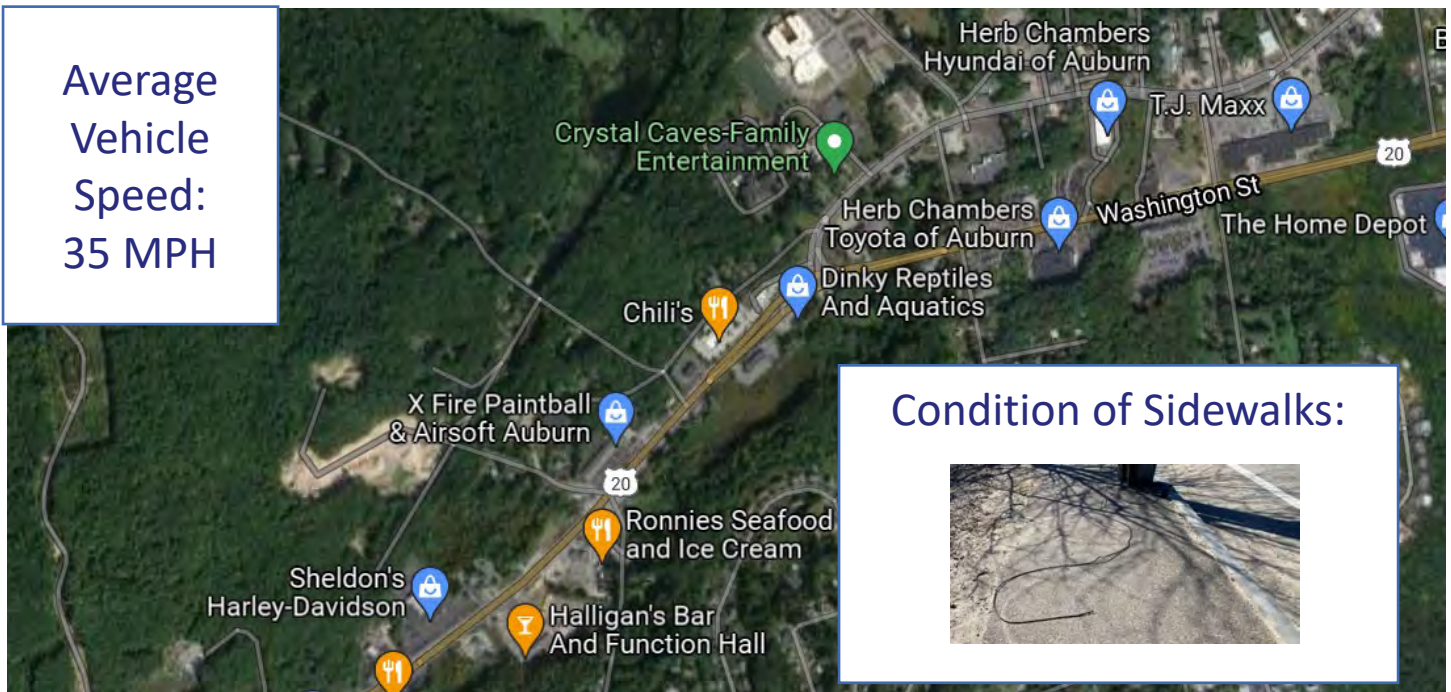 Average
Vehicle
Speed:
35 MPH
Herb Chambers
Hyundai of Auburn
T.J. Maxx
B
Crystal Caves-Family
Entertainment
20
Washington St
Herb Chambers
Toyota of Auburn
The Home Depot
Dinky Reptiles
And Aquatics
Chili's
X Fire Paintball
& Airsoft Auburn
20
Ronnies Seafood
and Ice Cream
Sheldon's
Harley-Davidson
Halligan's Bar
And Function Hall
Condition of Sidewalks: